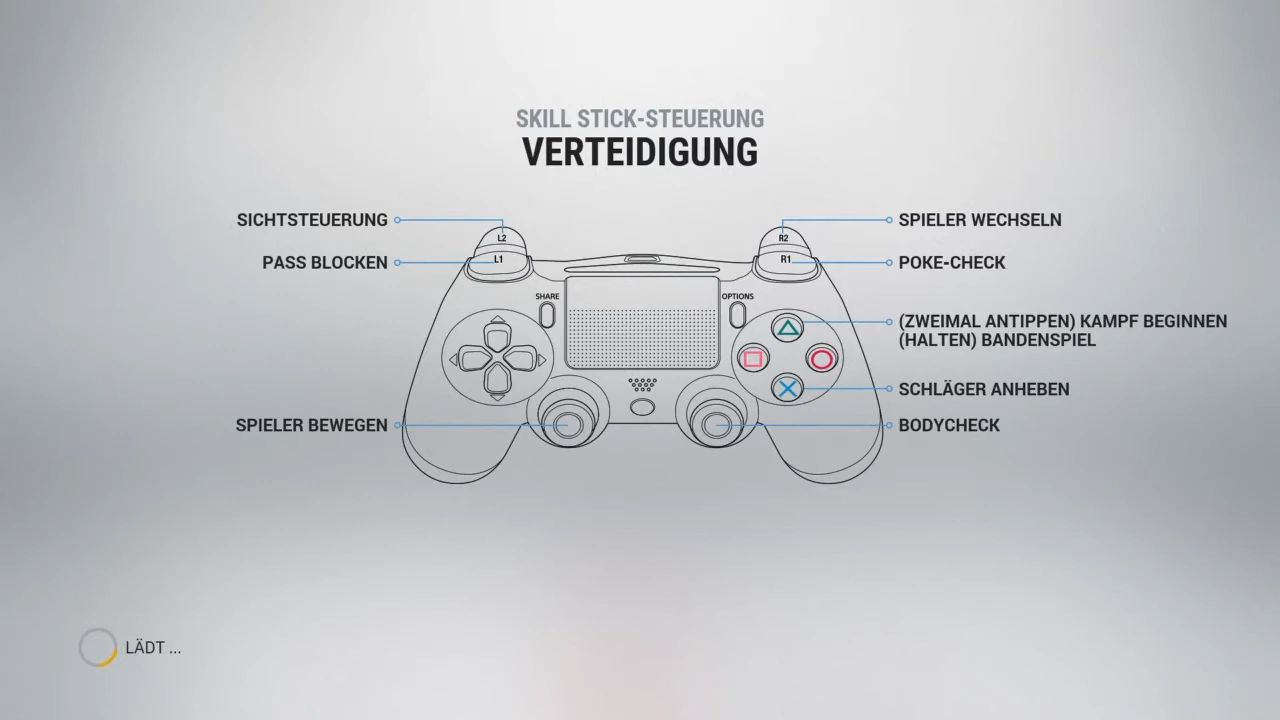 SKILL STICK-STEUERUNG
VERTEIDIGUNG
SICHTSTEUERUNG
PASS BLOCKEN
SPIELER BEWEGEN
L2
L1
SHARE
OPTIONS
R2
R1
SPIELER WECHSELN
POKE-CHECK
(ZWEIMAL ANTIPPEN) KAMPF BEGINNEN
(HALTEN) BANDENSPIEL
SCHLÄGER ANHEBEN
BODYCHECK
LÄDT ...